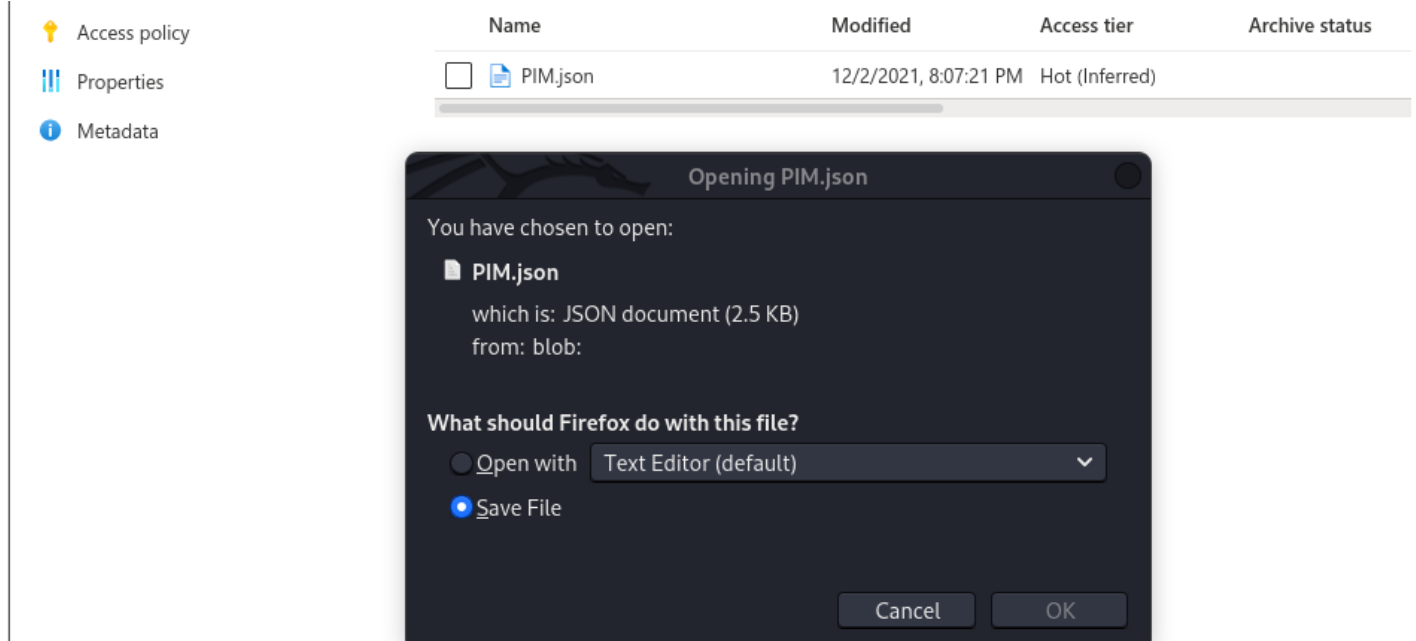 Access policy
Properties
Metadata
Name Modified Access tier Archive status
PIM.json 12/2/2021, 8:07:21 PM Hot (Inferred)
Opening PIM.json
You have chosen to open:
PIM.json
which is: JSON document (2.5 KB)
from: blob:
What should Firefox do with this file?
Open with Text Editor (default)
Save File
Cancel OK